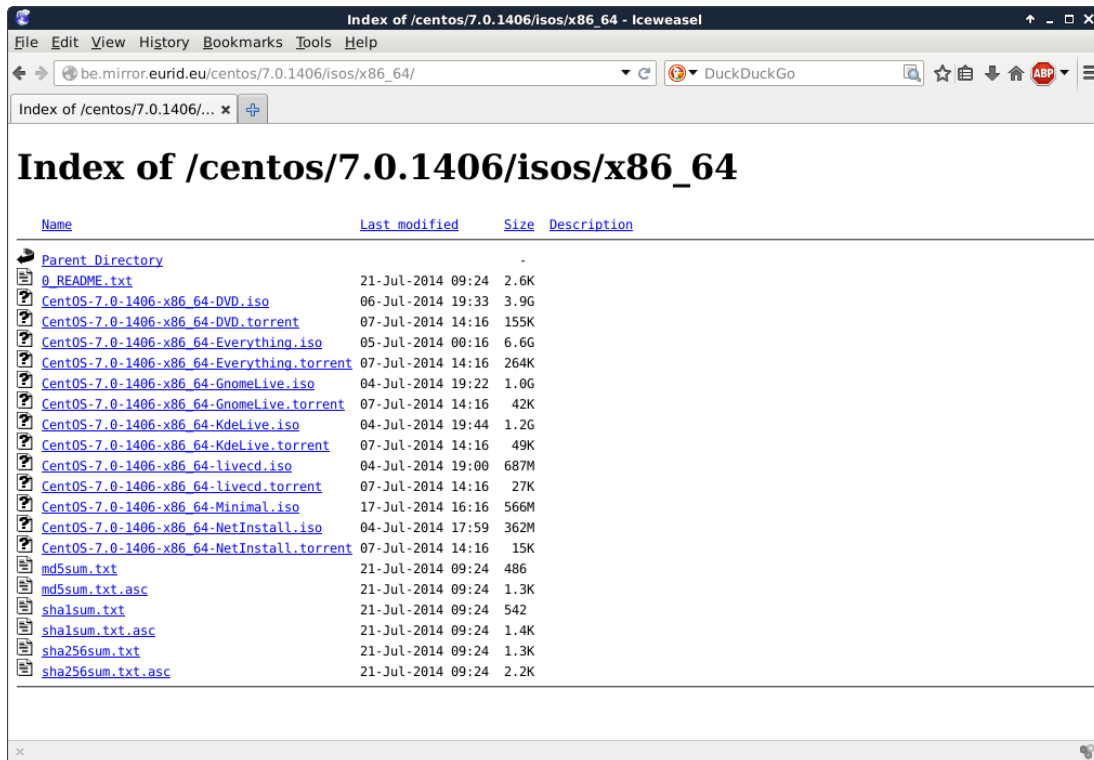 Index of /centos/7.0.1406/isos/x86_64 - Iceweasel
File Edit View History Bookmarks Tools Help
be.mirror.eurid.eu/centos/7.0.1406/isos/x86_64/ DuckDuckGo ABP
Index of /centos/7.0.1406/...
Index of /centos/7.0.1406/isos/x86_64
Name Last modified Size Description
Parent Directory -
0_README.txt 21-Jul-2014 09:24 2.6K
CentOS-7.0-1406-x86_64-DVD.iso 06-Jul-2014 19:33 3.9G
CentOS-7.0-1406-x86_64-DVD.torrent 07-Jul-2014 14:16 155K
CentOS-7.0-1406-x86_64-Everything.iso 05-Jul-2014 00:16 6.6G
CentOS-7.0-1406-x86_64-Everything.torrent 07-Jul-2014 14:16 264K
CentOS-7.0-1406-x86_64-GnomeLive.iso 04-Jul-2014 19:22 1.0G
CentOS-7.0-1406-x86_64-GnomeLive.torrent 07-Jul-2014 14:16 42K
CentOS-7.0-1406-x86_64-KdeLive.iso 04-Jul-2014 19:44 1.2G
CentOS-7.0-1406-x86_64-KdeLive.torrent 07-Jul-2014 14:16 49K
CentOS-7.0-1406-x86_64-livecd.iso 04-Jul-2014 19:00 687M
CentOS-7.0-1406-x86_64-livecd.torrent 07-Jul-2014 14:16 27K
CentOS-7.0-1406-x86_64-Minimal.iso 17-Jul-2014 16:16 566M
CentOS-7.0-1406-x86_64-NetInstall.iso 04-Jul-2014 17:59 362M
CentOS-7.0-1406-x86_64-NetInstall.torrent 07-Jul-2014 14:16 15K
md5sum.txt 21-Jul-2014 09:24 486
md5sum.txt.asc 21-Jul-2014 09:24 1.3K
sha1sum.txt 21-Jul-2014 09:24 542
sha1sum.txt.asc 21-Jul-2014 09:24 1.4K
sha256sum.txt 21-Jul-2014 09:24 1.3K
sha256sum.txt.asc 21-Jul-2014 09:24 2.2K